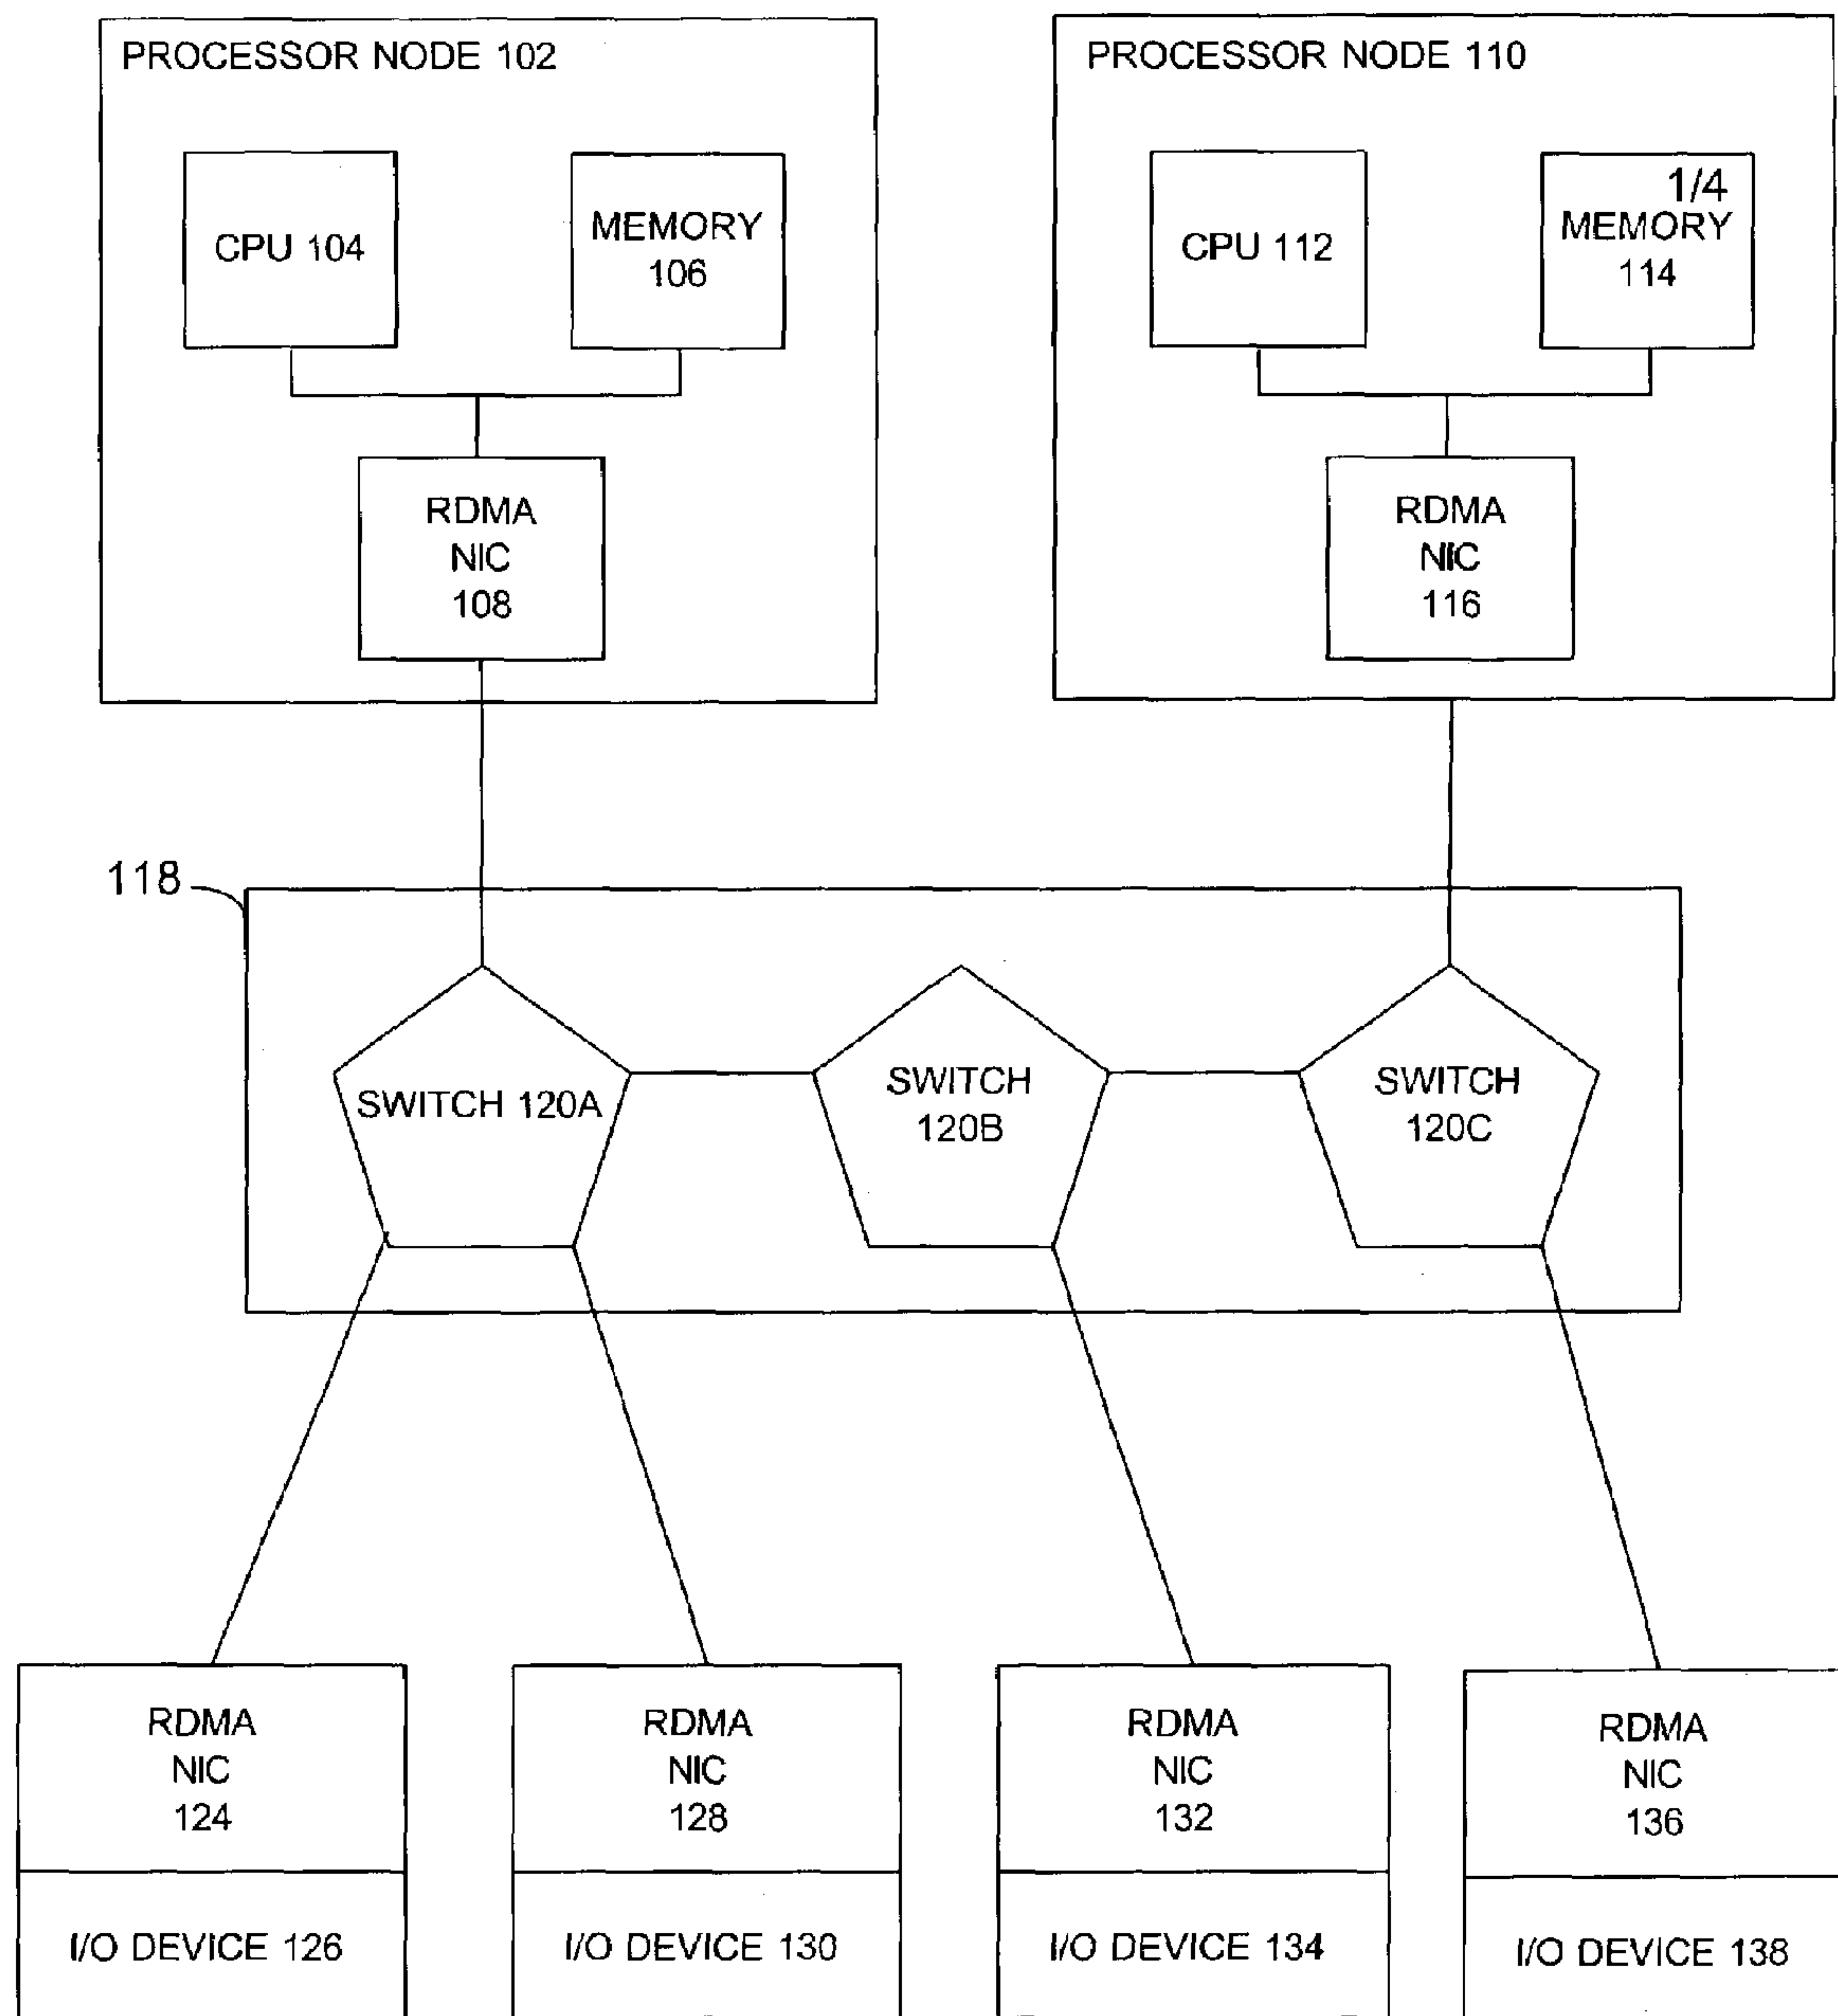 PROCESSOR NODE 102
CPU 104
MEMORY
106
RDMA
NIC
108
PROCESSOR NODE 110
CPU 112
1/4
MEMORY
114
RDMA
NIC
116
118
SWITCH 120A
SWITCH
120B
SWITCH
120C
RDMA
NIC
124
I/O DEVICE 126
RDMA
NIC
128
I/O DEVICE 130
RDMA
NIC
132
I/O DEVICE 134
RDMA
NIC
136
I/O DEVICE 138